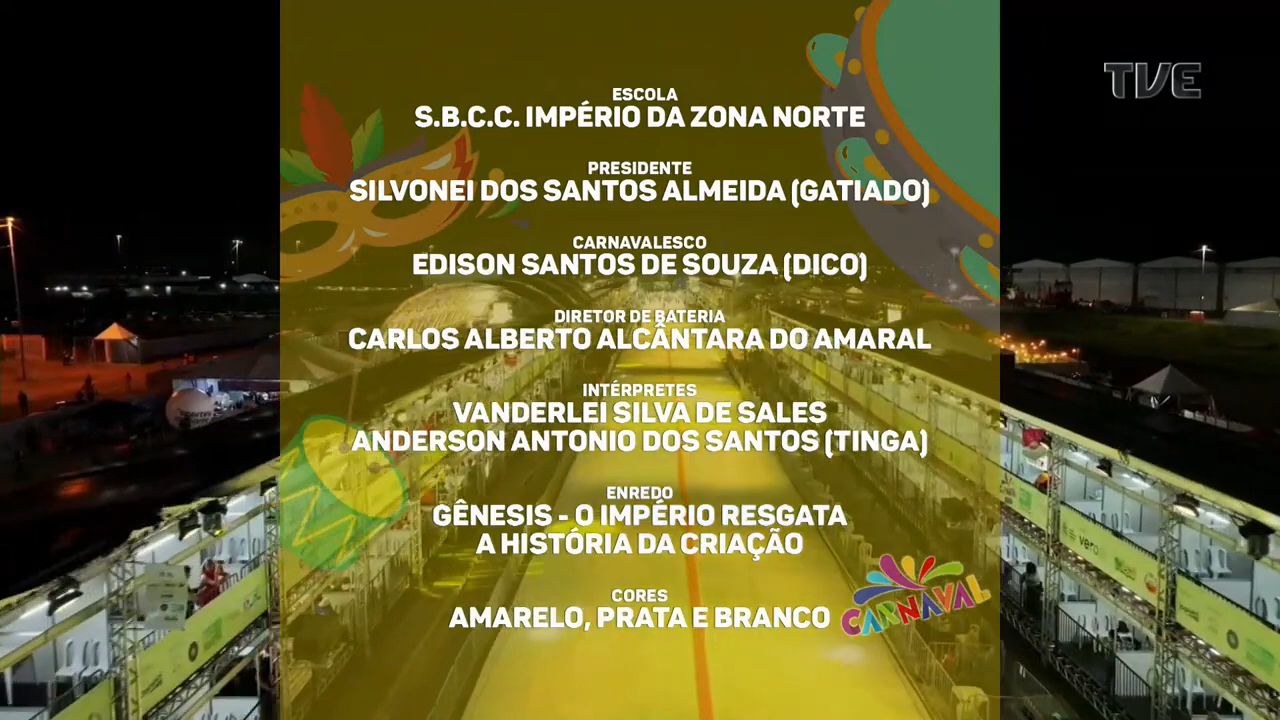 TVE
ESCOLA
S.B.C.C. IMPÉRIO DA ZONA NORTE
PRESIDENTE
SILVONEI DOS SANTOS ALMEIDA (GATIADO)
CARNAVALESCO
EDISON SANTOS DE SOUZA (DICO)
DIRETOR DE BATERIA
CARLOS ALBERTO ALCÂNTARA DO AMARAL
INTÉRPRETES
VANDERLEI SILVA DE SALES
ANDERSON ANTONIO DOS SANTOS (TINGA)
ENREDO
GÊNESIS - O IMPÉRIO RESGATA
A HISTÓRIA DA CRIAÇÃO
CORES
AMARELO, PRATA E BRANCO
CARNAVAL
vero